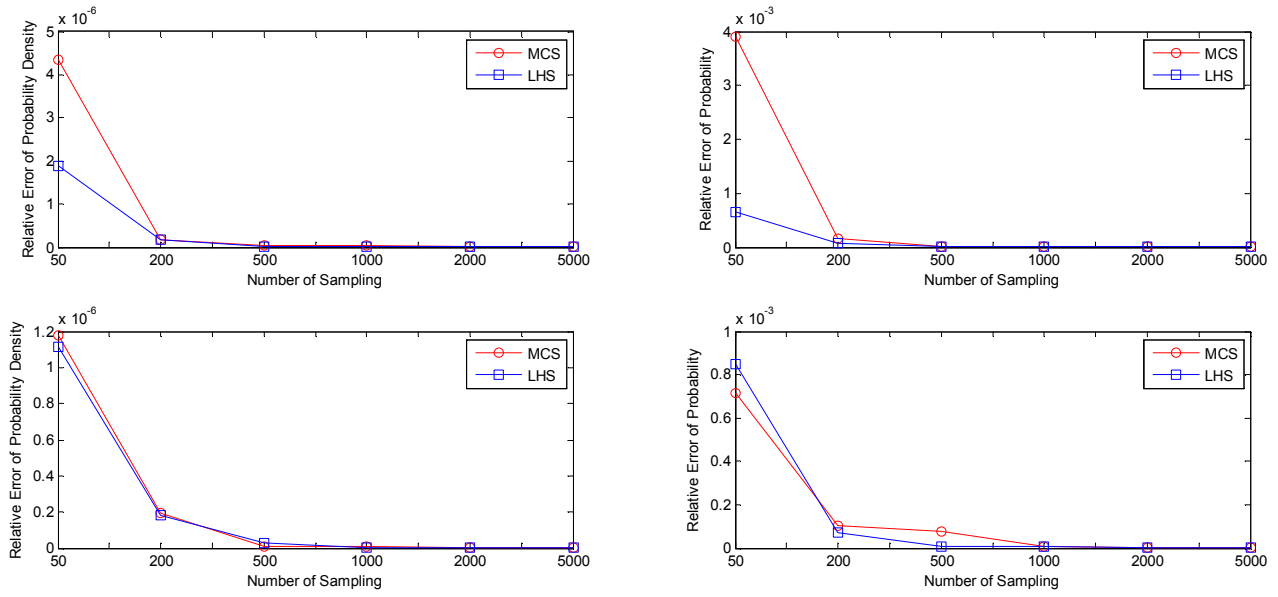 x 10^-6
5
4
3
2
1
0
Relative Error of Probability Density
MCS
LHS
50
200
500
1000
2000
5000
Number of Sampling
x 10^-3
4
3
2
1
0
Relative Error of Probability
MCS
LHS
50
200
500
1000
2000
5000
Number of Sampling
x 10^-6
1.2
1
0.8
0.6
0.4
0.2
0
Relative Error of Probability Density
MCS
LHS
50
200
500
1000
2000
5000
Number of Sampling
x 10^-3
1
0.8
0.6
0.4
0.2
0
Relative Error of Probability
MCS
LHS
50
200
500
1000
2000
5000
Number of Sampling